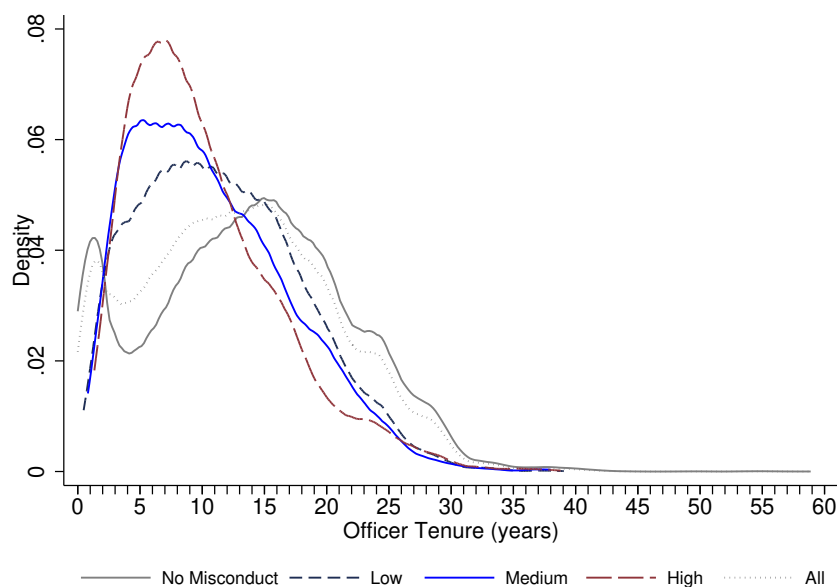 .08
.06
.04
.02
0
Density
0 5 10 15 20 25 30 35 40 45 50 55 60
Officer Tenure (years)
No Misconduct Low Medium High All